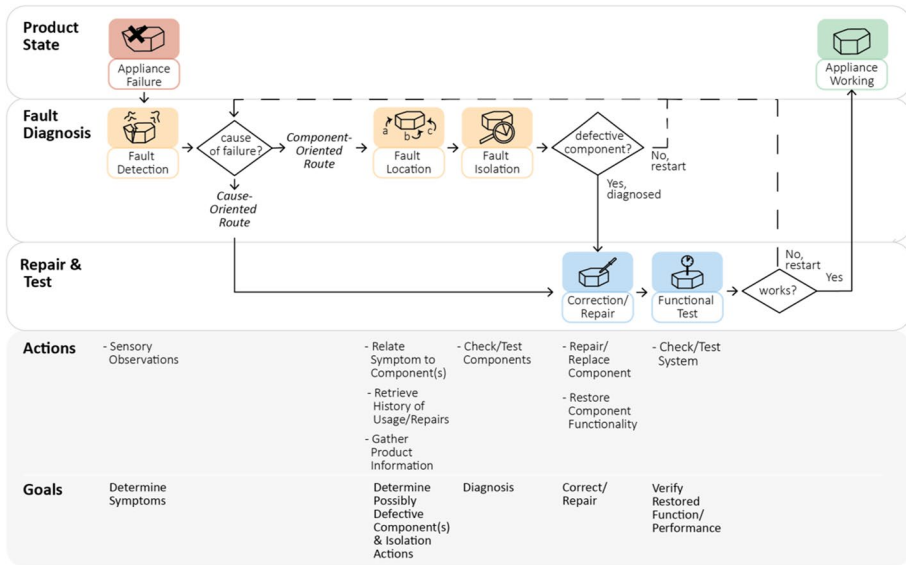 Product
State
Appliance
Failure
Appliance
Working
Fault
Diagnosis
Fault
Detection
cause
of failure?
Component-
Oriented
Route
Cause-
Oriented
Route
a
b
c
Fault
Location
Fault
Isolation
defective
component?
No,
restart
Yes,
diagnosed
Repair &
Test
Correction/
Repair
Functional
Test
works?
No,
restart
Yes
Actions
- Sensory
Observations
- Relate
Symptom to
Component(s)
- Retrieve
History of
Usage/Repairs
- Gather
Product
Information
- Check/Test
Components
- Repair/
Replace
Component
- Restore
Component
Functionality
- Check/Test
System
Goals
Determine
Symptoms
Determine
Possibly
Defective
Component(s)
& Isolation
Actions
Diagnosis
Correct/
Repair
Verify
Restored
Function/
Performance